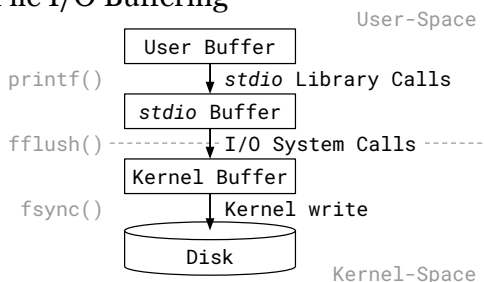 I/O Buffering
User-Space
User Buffer
printf() stdio Library Calls
stdio Buffer
fflush() I/O System Calls
Kernel Buffer
fsync() Kernel write
Disk
Kernel-Space